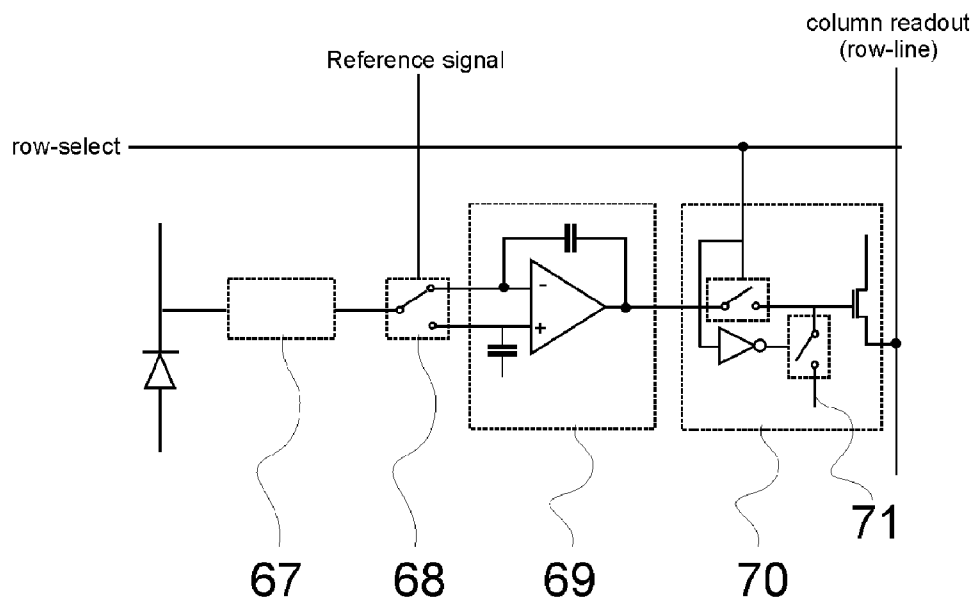 column readout
(row-line)
Reference signal
row-select
-
+
71
67
68
69
70